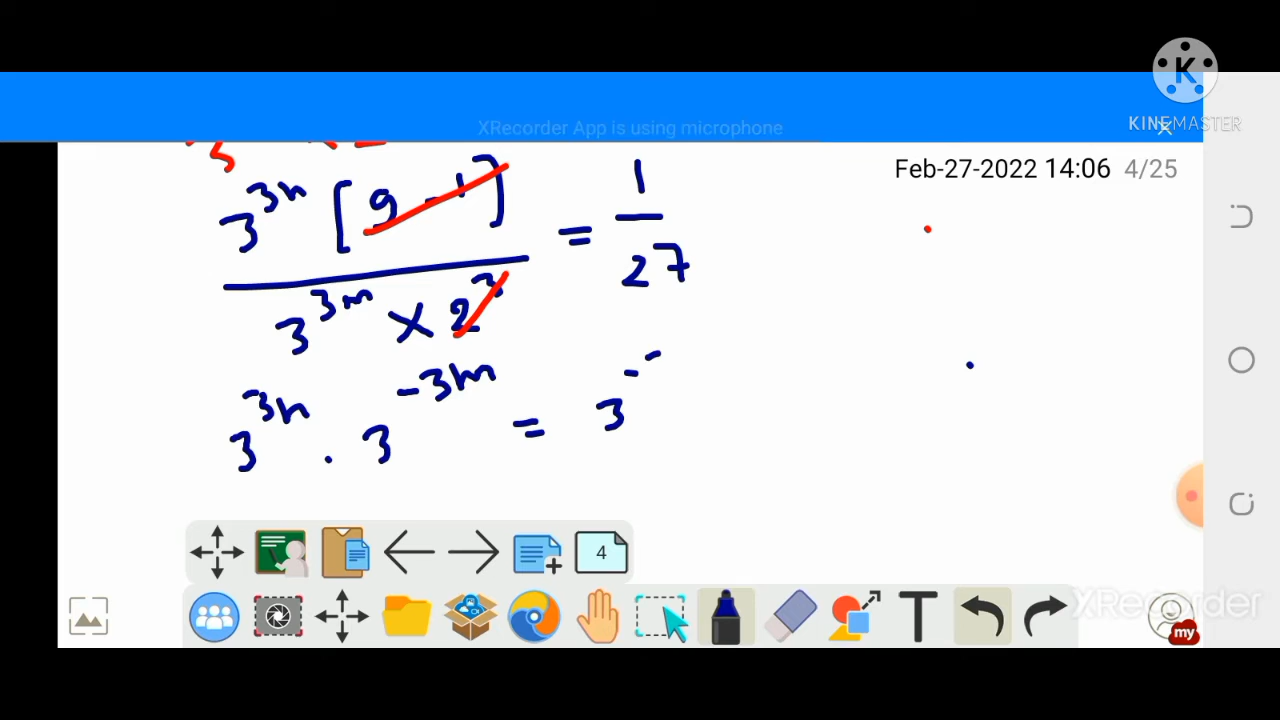 KINEMASTER
XRecorder App is using microphone
Feb-27-2022 14:06 4/25
3^{3n} [9 - 1] / 3^{3m} × 2^3 = 1 / 27
3^{3n} . 3^{-3m} = 3^-
4
T
XRecorder
my